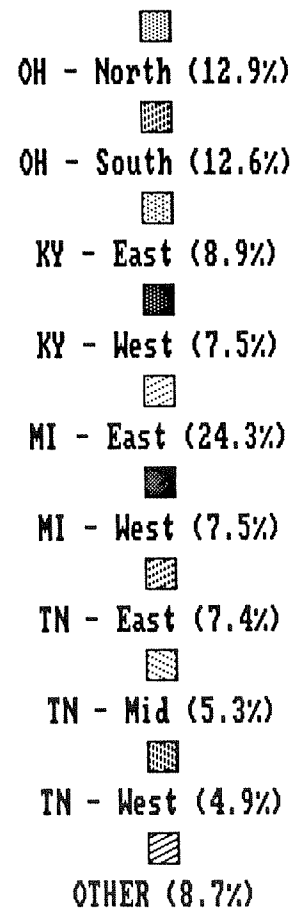 OH - North (12.9%)
OH - South (12.6%)
KY - East (8.9%)
KY - West (7.5%)
MI - East (24.3%)
MI - West (7.5%)
TN - East (7.4%)
TN - Mid (5.3%)
TN - West (4.9%)
OTHER (8.7%)